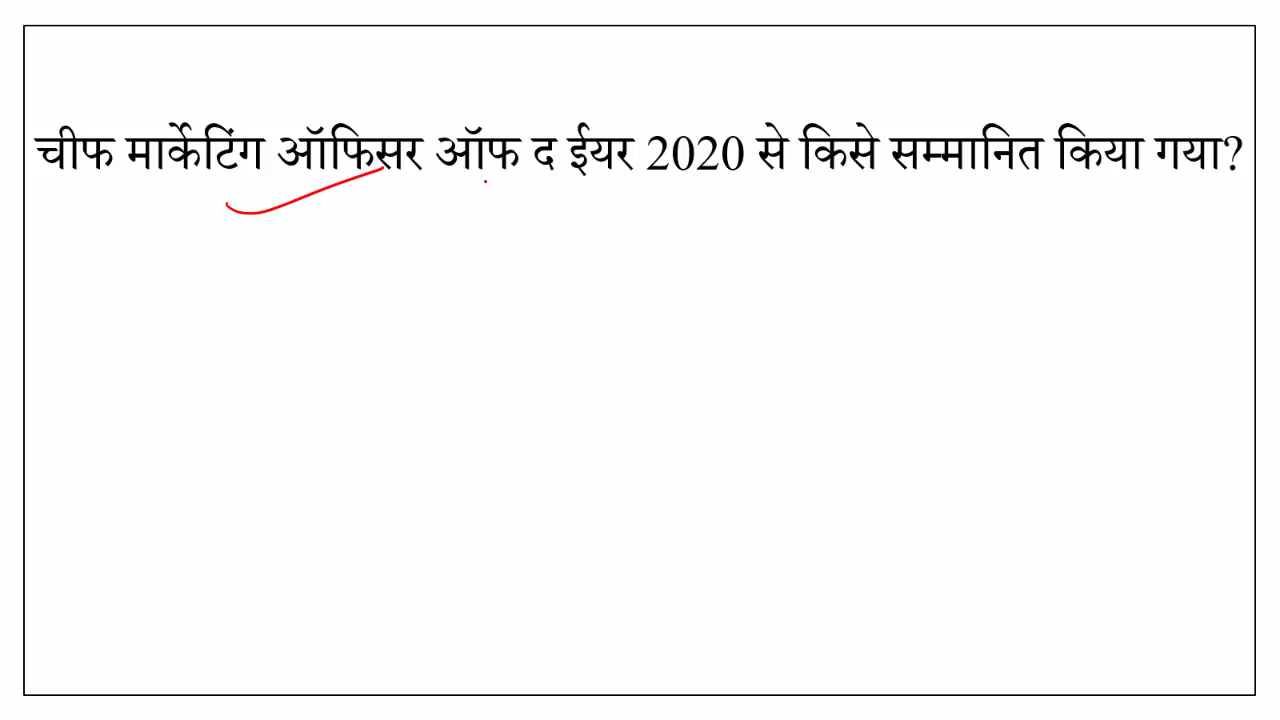 चीफ मार्केटिंग ऑफिसर ऑफ द ईयर 2020 से किसे सम्मानित किया गया?